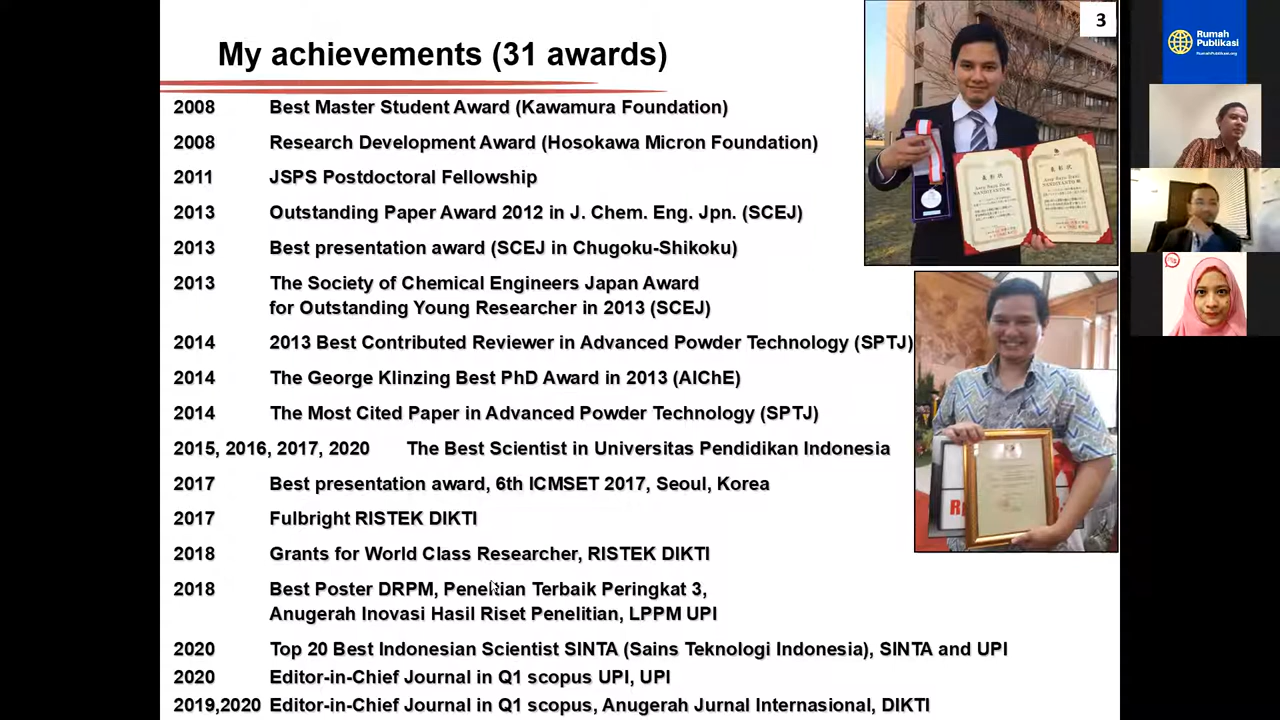 3
My achievements (31 awards)
2008 Best Master Student Award (Kawamura Foundation)
2008 Research Development Award (Hosokawa Micron Foundation)
2011 JSPS Postdoctoral Fellowship
2013 Outstanding Paper Award 2012 in J. Chem. Eng. Jpn. (SCEJ)
2013 Best presentation award (SCEJ in Chugoku-Shikoku)
2013 The Society of Chemical Engineers Japan Award
for Outstanding Young Researcher in 2013 (SCEJ)
2014 2013 Best Contributed Reviewer in Advanced Powder Technology (SPTJ)
2014 The George Klinzing Best PhD Award in 2013 (AIChE)
2014 The Most Cited Paper in Advanced Powder Technology (SPTJ)
2015, 2016, 2017, 2020 The Best Scientist in Universitas Pendidikan Indonesia
2017 Best presentation award, 6th ICMSET 2017, Seoul, Korea
2017 Fulbright RISTEK DIKTI
2018 Grants for World Class Researcher, RISTEK DIKTI
2018 Best Poster DRPM, Penelitian Terbaik Peringkat 3,
Anugerah Inovasi Hasil Riset Penelitian, LPPM UPI
2020 Top 20 Best Indonesian Scientist SINTA (Sains Teknologi Indonesia), SINTA and UPI
2020 Editor-in-Chief Journal in Q1 scopus UPI, UPI
2019,2020 Editor-in-Chief Journal in Q1 scopus, Anugerah Jurnal Internasional, DIKTI
表彰状
表彰状
Rumah
Publikasi
RumahPublikasi.org